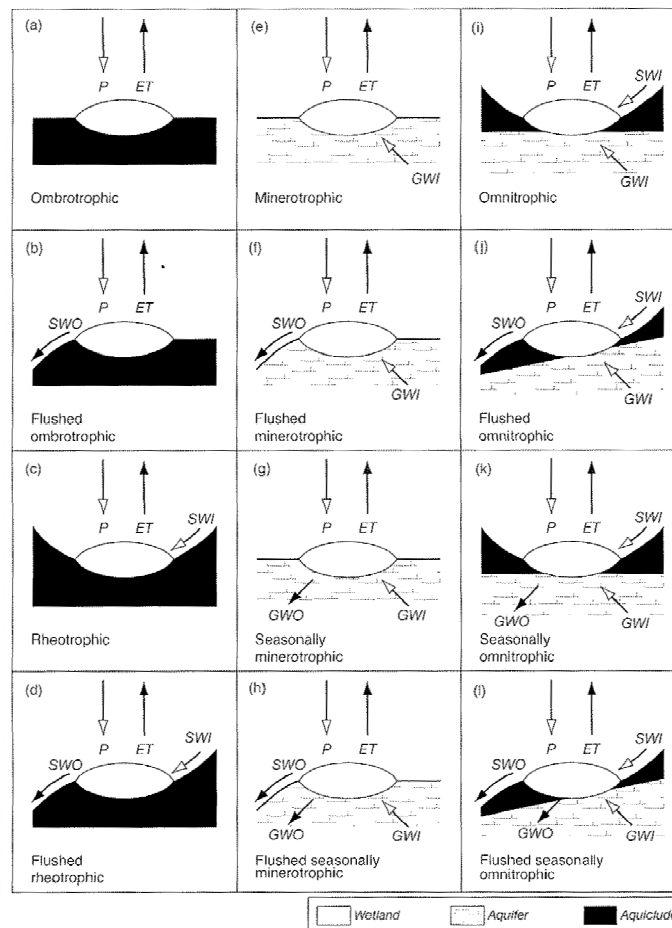 (a)
P ET
Ombrotrophic
(e)
P ET
GWI
Minerotrophic
(i)
P ET
SWI
GWI
Omnitrophic
(b)
P ET
SWO
Flushed
ombrotrophic
(f)
P ET
SWO
GWI
Flushed
minerotrophic
(j)
P ET
SWI
SWO
GWI
Flushed
omnitrophic
(c)
P ET
SWI
Rheotrophic
(g)
P ET
GWO
GWI
Seasonally
minerotrophic
(k)
P ET
SWI
GWO
GWI
Seasonally
omnitrophic
(d)
P ET
SWI
SWO
Flushed
rheotrophic
(h)
P ET
SWO
GWO
GWI
Flushed seasonally
minerotrophic
(l)
P ET
SWI
SWO
GWO
GWI
Flushed seasonally
omnitrophic
Wetland Aquifer Aquiclude